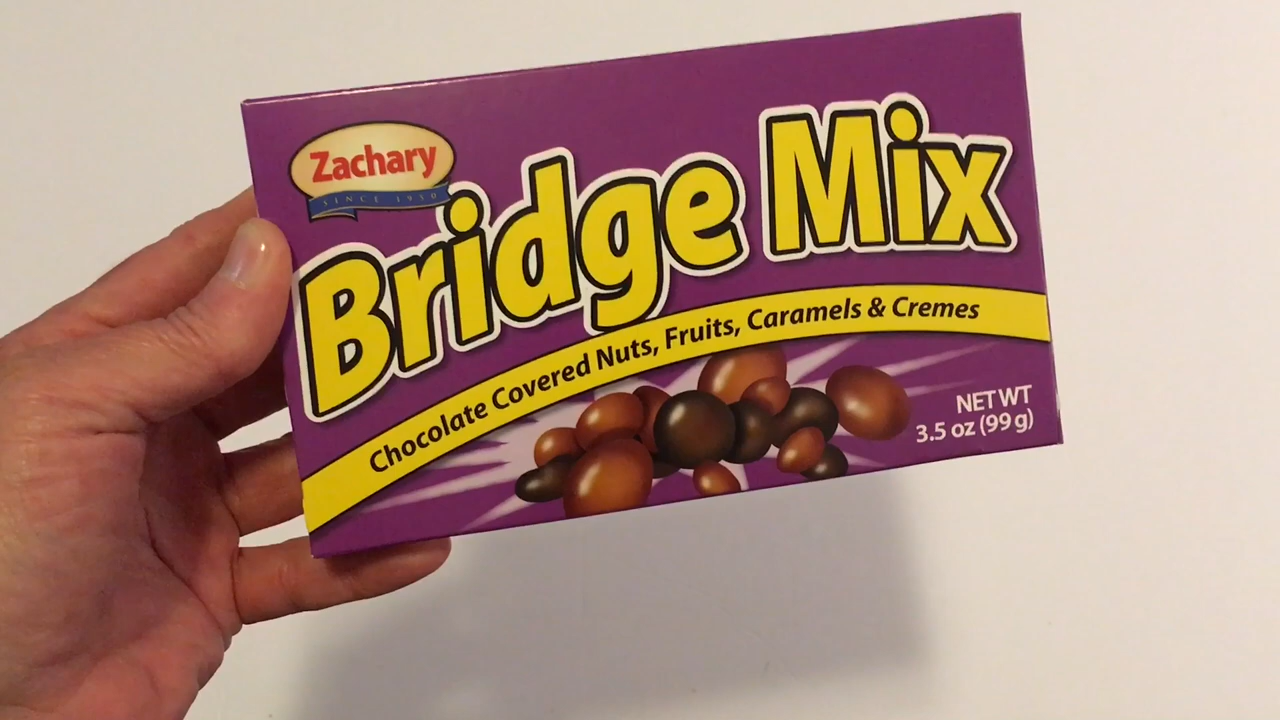 Zachary
SINCE 1950
Bridge Mix
Chocolate Covered Nuts, Fruits, Caramels & Cremes
NET WT
3.5 oz (99 g)